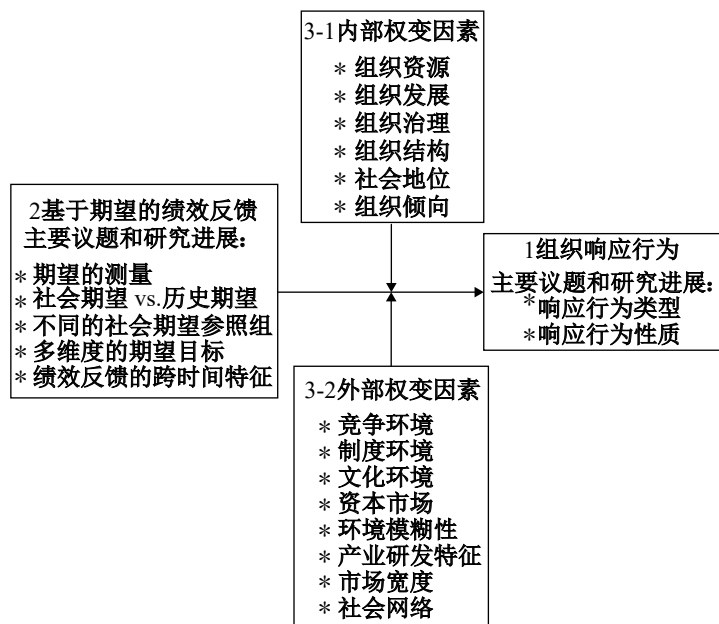 3-1内部权变因素
* 组织资源
* 组织发展
* 组织治理
* 组织结构
* 社会地位
* 组织倾向
2基于期望的绩效反馈
主要议题和研究进展：
* 期望的测量
* 社会期望 vs.历史期望
* 不同的社会期望参照组
* 多维度的期望目标
* 绩效反馈的跨时间特征
1组织响应行为
主要议题和研究进展：
*响应行为类型
*响应行为性质
3-2外部权变因素
* 竞争环境
* 制度环境
* 文化环境
* 资本市场
* 环境模糊性
* 产业研发特征
* 市场宽度
* 社会网络